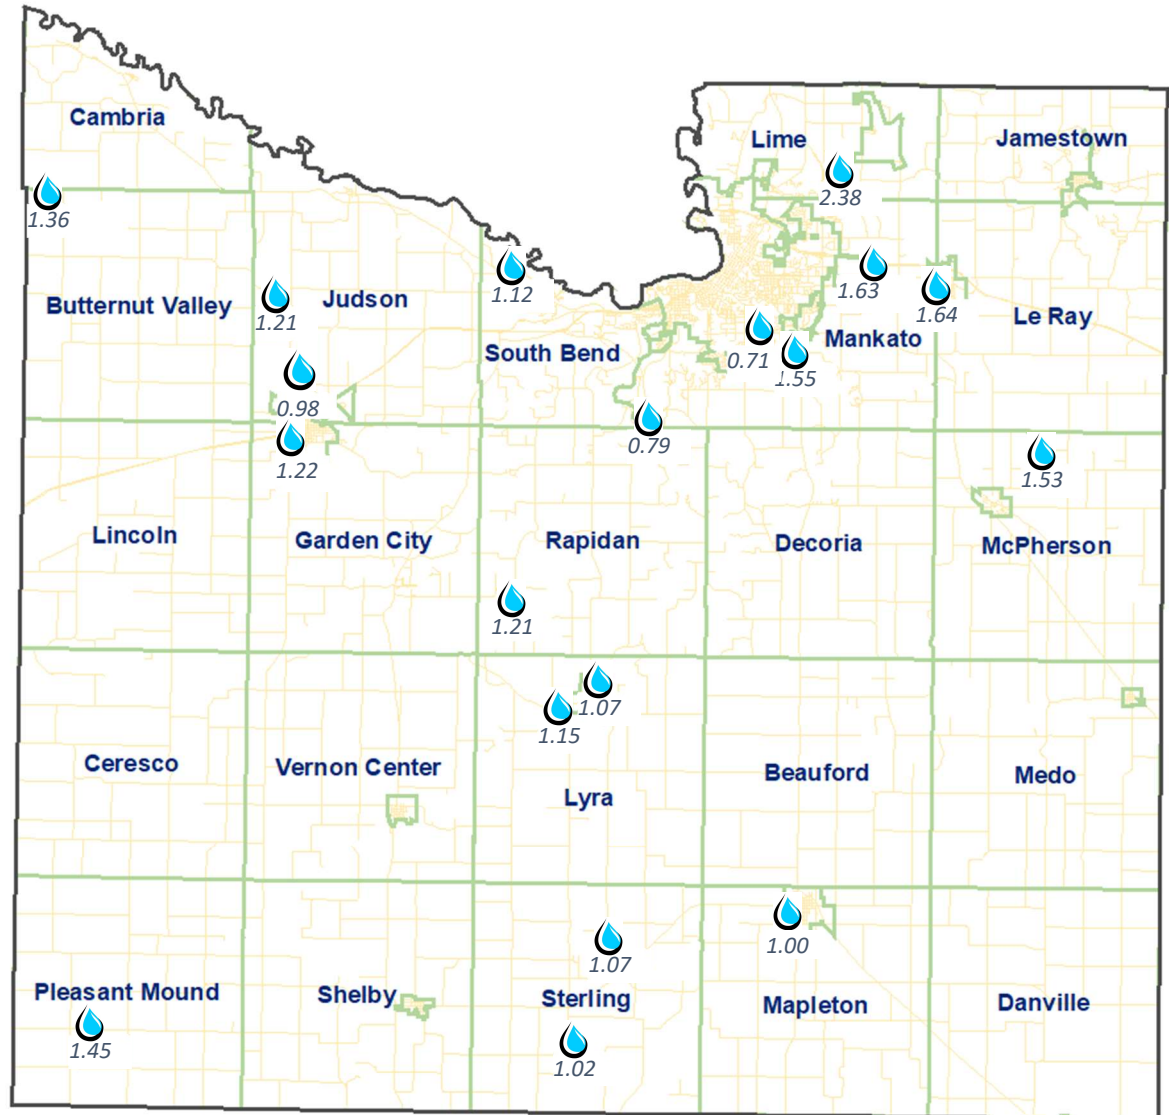 Cambria
Lime
Jamestown
2.38
1.36
Butternut Valley
Judson
1.21
1.12
1.63
1.64
Le Ray
South Bend
Mankato
0.71
1.55
0.98
0.79
1.22
1.53
Lincoln
Garden City
Rapidan
Decoria
McPherson
1.21
1.07
1.15
Ceresco
Vernon Center
Lyra
Beauford
Medo
1.00
1.07
Pleasant Mound
Shelby
Sterling
Mapleton
Danville
1.45
1.02